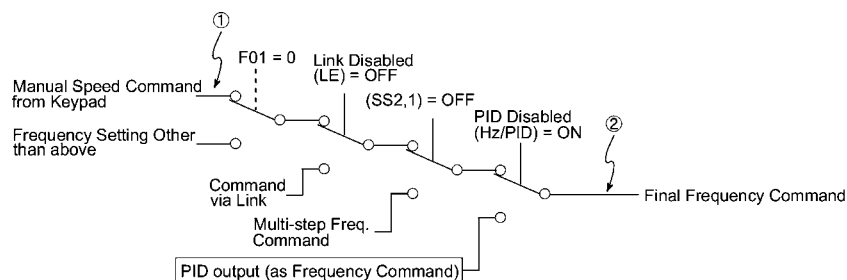 ①
F01 = 0
Link Disabled
(LE) = OFF
Manual Speed Command
from Keypad
(SS2,1) = OFF
PID Disabled
(Hz/PID) = ON
②
Frequency Setting Other
than above
Command
via Link
Final Frequency Command
Multi-step Freq.
Command
PID output (as Frequency Command)